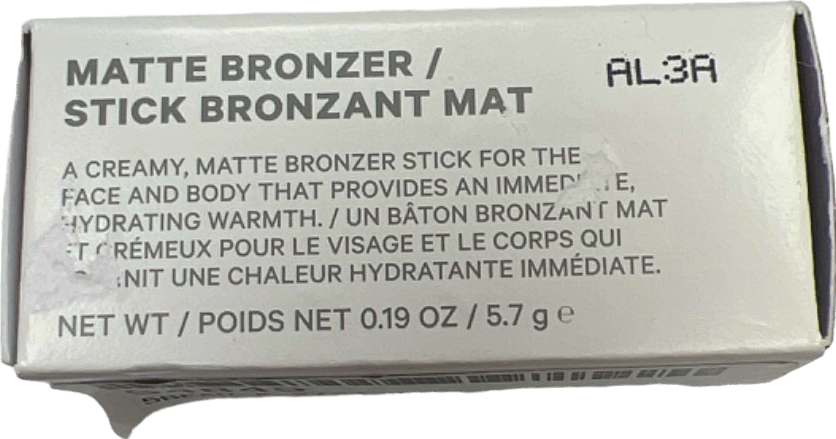 MATTE BRONZER /
STICK BRONZANT MAT
AL3A
A CREAMY, MATTE BRONZER STICK FOR THE
FACE AND BODY THAT PROVIDES AN
HYDRATING WARMTH. / UN BÂTON BRONZANT MAT
ET CRÉMEUX POUR LE VISAGE ET LE CORPS QUI
UNE CHALEUR HYDRATANTE IMMÉDIATE.
NET WT / POIDS NET 0.19 OZ / 5.7 g e